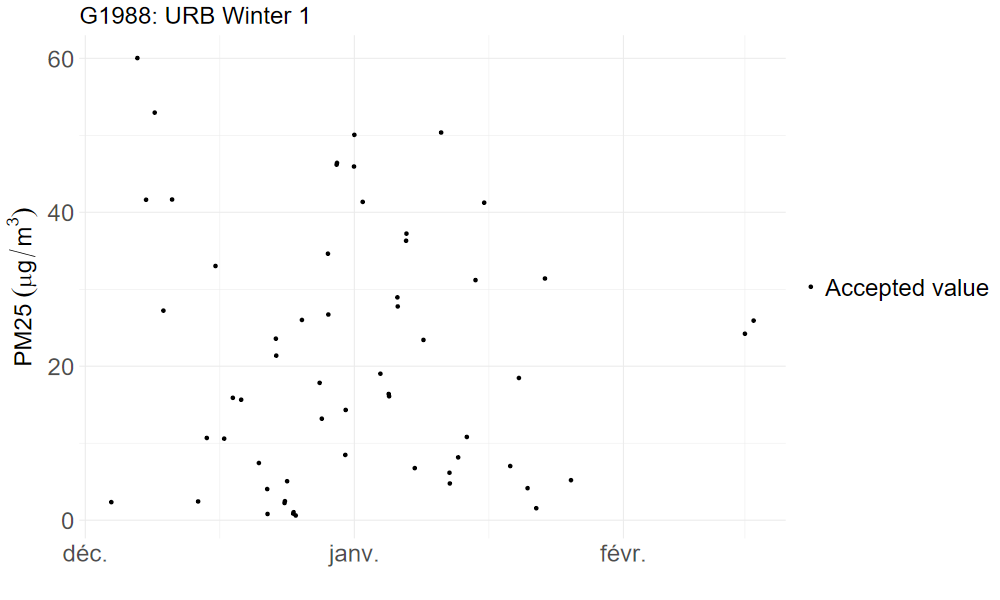 G1988: URB Winter 1
PM25 (μg/m³)
60
40
20
0
déc.
janv.
févr.
Accepted value